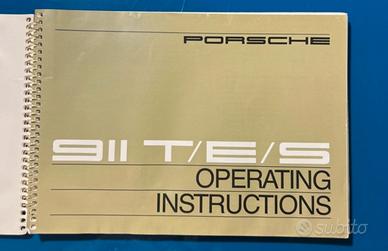 PORSCHE
911 T/E/S
OPERATING
INSTRUCTIONS
subito